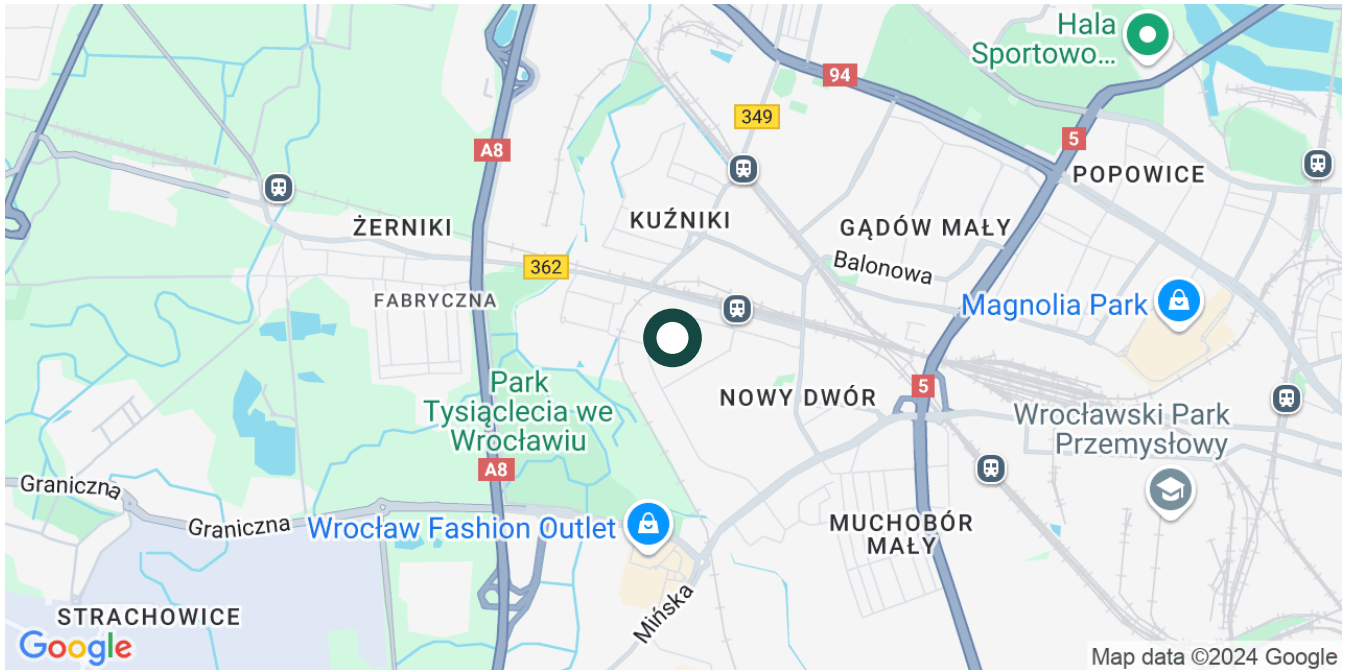 Hala
Sportowo...
94
349
5
A8
POPOWICE
ŻERNIKI
KUŹNIKI
GĄDÓW MAŁY
Balonowa
362
FABRYCZNA
Magnolia Park
Park
Tysiąclecia we
Wrocławiu
NOWY DWÓR
5
Wrocławski Park
Przemysłowy
A8
Graniczna
Graniczna
Wrocław Fashion Outlet
MUCHOBÓR
MAŁY
Mińska
STRACHOWICE
Google
Map data ©2024 Google